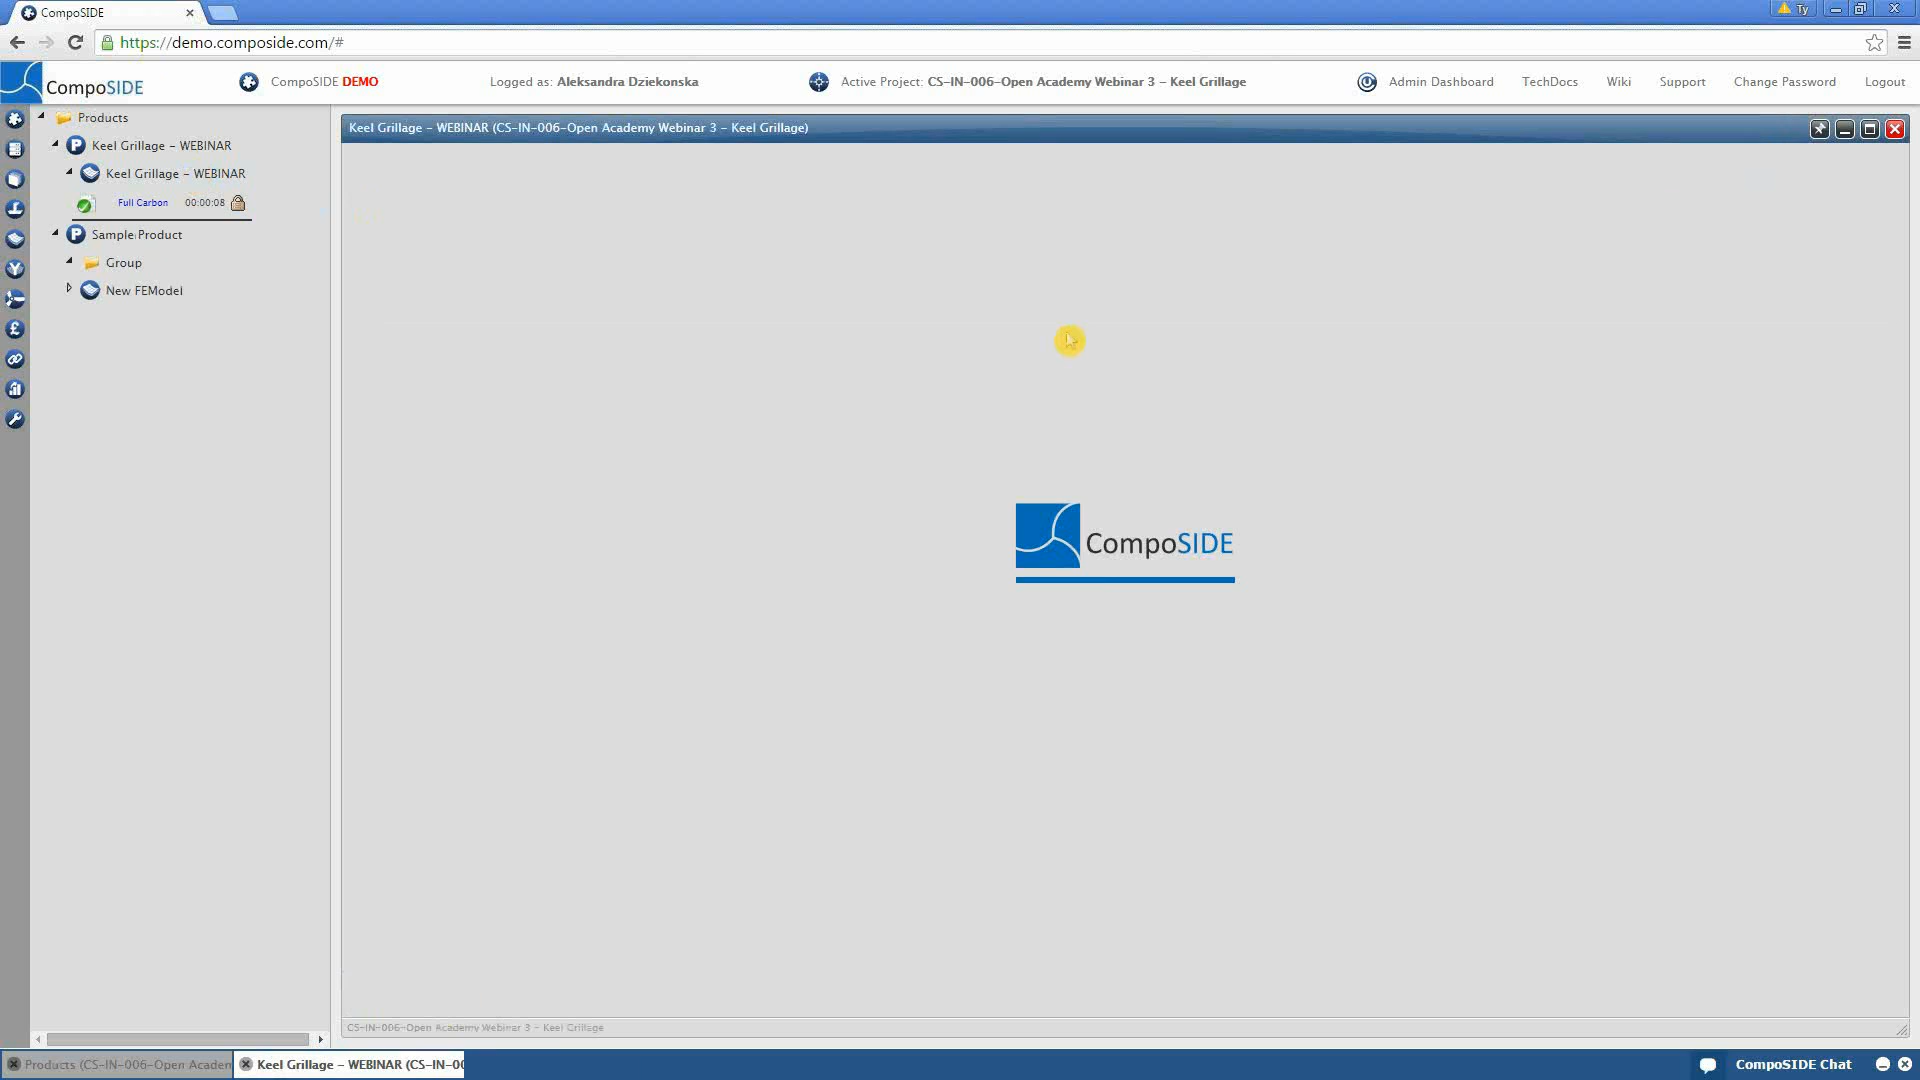 CompoSIDE
Ty
https://demo.composide.com/#
CompoSIDE
CompoSIDE DEMO
Logged as: Aleksandra Dziekonska
Active Project: CS-IN-006-Open Academy Webinar 3 - Keel Grillage
Admin Dashboard
TechDocs
Wiki
Support
Change Password
Logout
Products
Keel Grillage - WEBINAR
Keel Grillage - WEBINAR
Full Carbon 00:00:08
Sample Product
Group
New FEModel
Keel Grillage - WEBINAR (CS-IN-006-Open Academy Webinar 3 - Keel Grillage)
CompoSIDE
CS-IN-006-Open Academy Webinar 3 - Keel Grillage
Products (CS-IN-006-Open Academ
Keel Grillage - WEBINAR (CS-IN-00
CompoSIDE Chat